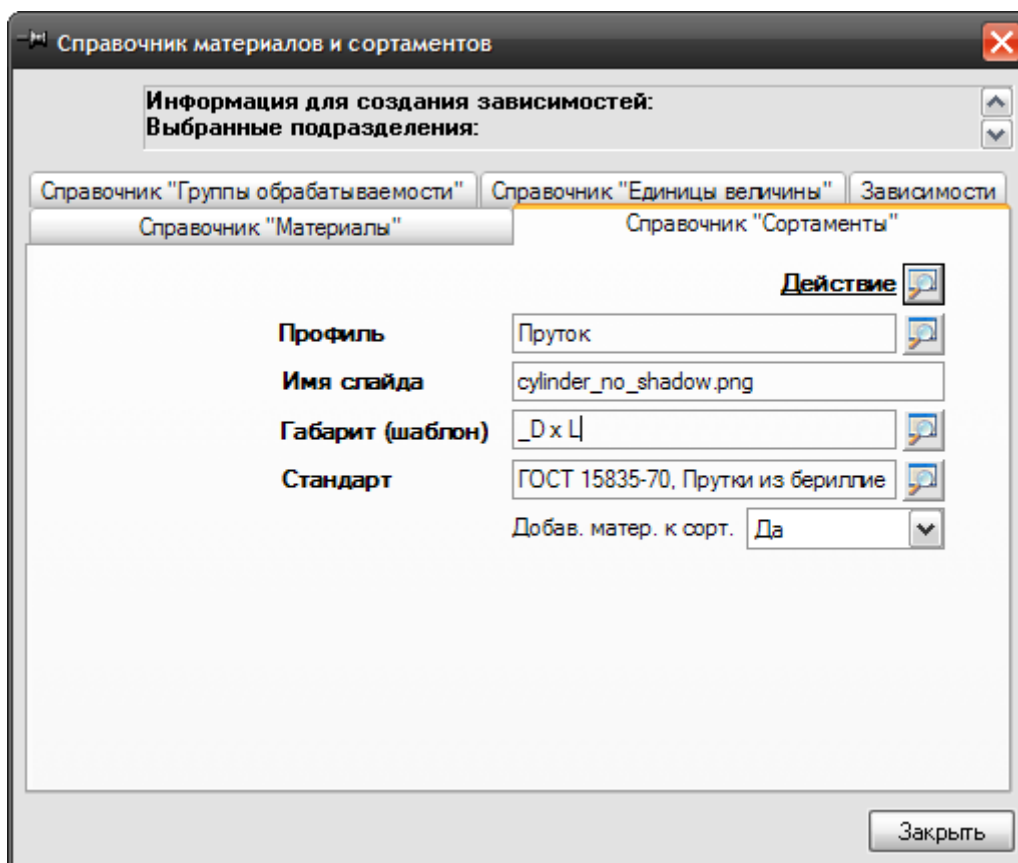 Справочник материалов и сортаментов
Информация для создания зависимостей:
Выбранные подразделения:
Справочник "Группы обрабатываемости" Справочник "Единицы величины" Зависимости
Справочник "Материалы" Справочник "Сортаменты"
Действие
Профиль Пруток
Имя слайда cylinder_no_shadow.png
Габарит (шаблон) _D x L
Стандарт ГОСТ 15835-70, Прутки из бериллие
Добав. матер. к сорт. Да
Закрыть